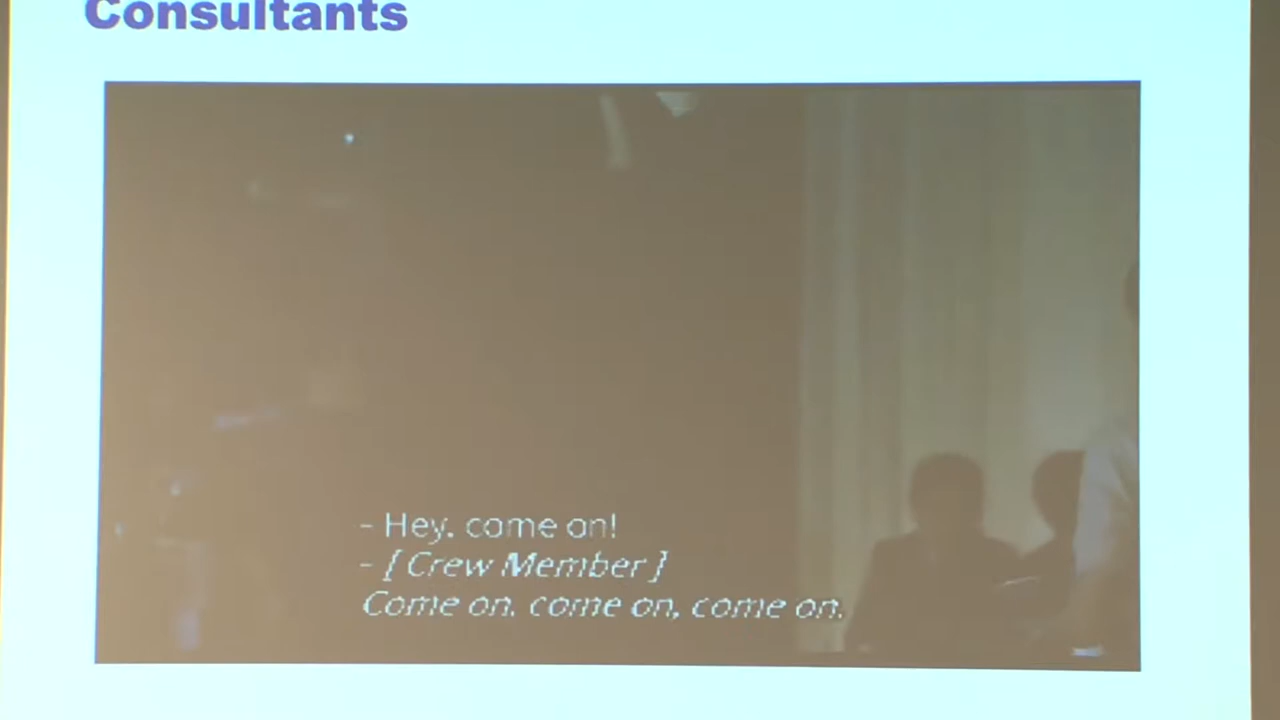 Consultants
- Hey, come on!
- [ Crew Member ]
Come on, come on, come on.